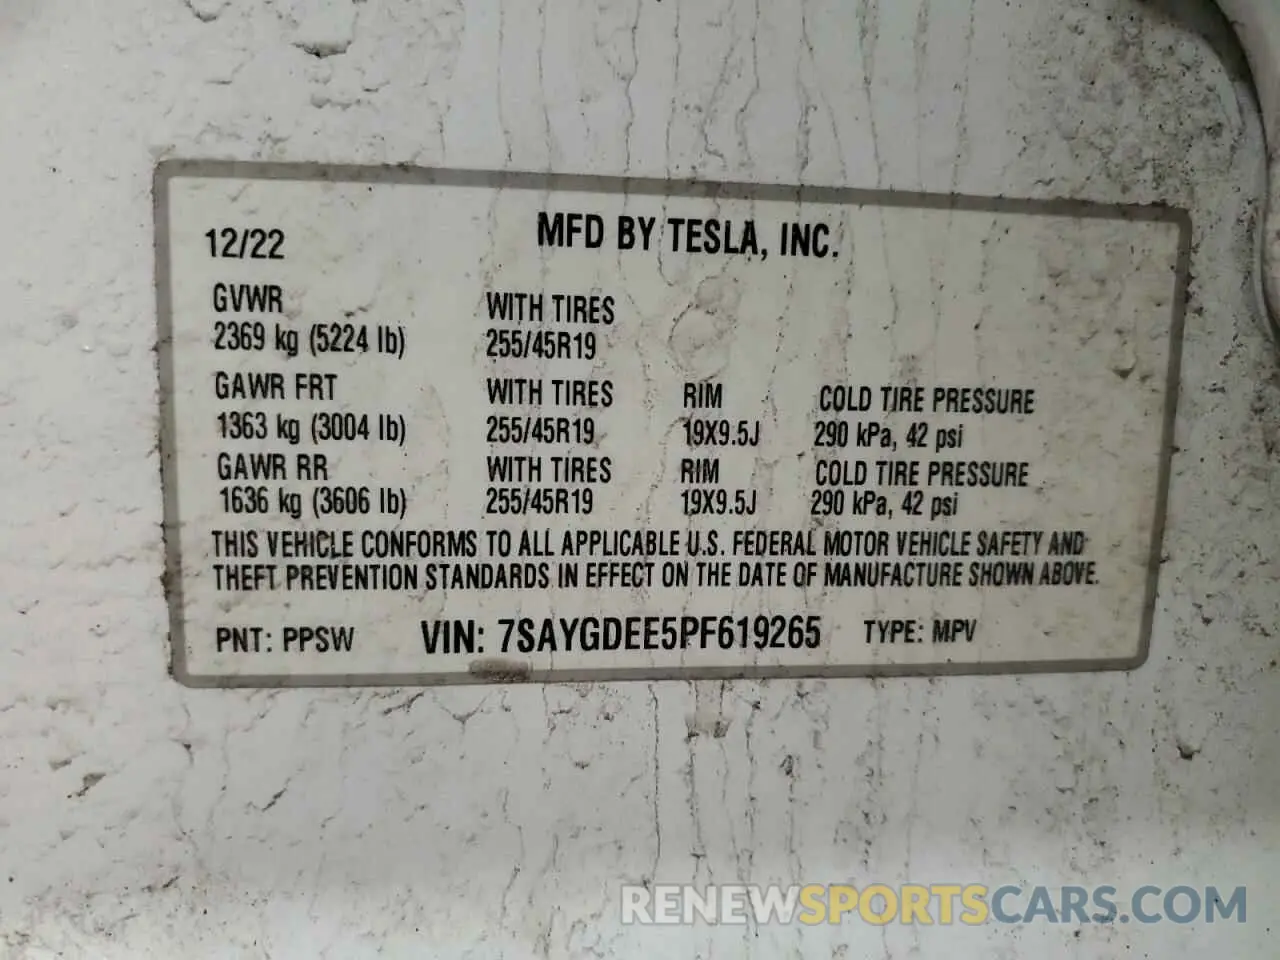 12/22 MFD BY TESLA, INC.
GVWR WITH TIRES
2369 kg (5224 lb) 255/45R19
GAWR FRT WITH TIRES RIM COLD TIRE PRESSURE
1363 kg (3004 lb) 255/45R19 19X9.5J 290 kPa, 42 psi
GAWR RR WITH TIRES RIM COLD TIRE PRESSURE
1636 kg (3606 lb) 255/45R19 19X9.5J 290 kPa, 42 psi
THIS VEHICLE CONFORMS TO ALL APPLICABLE U.S. FEDERAL MOTOR VEHICLE SAFETY AND
THEFT PREVENTION STANDARDS IN EFFECT ON THE DATE OF MANUFACTURE SHOWN ABOVE.
PNT: PPSW VIN: 7SAYGDEE5PF619265 TYPE: MPV
RENEWSPORTSCARS.COM